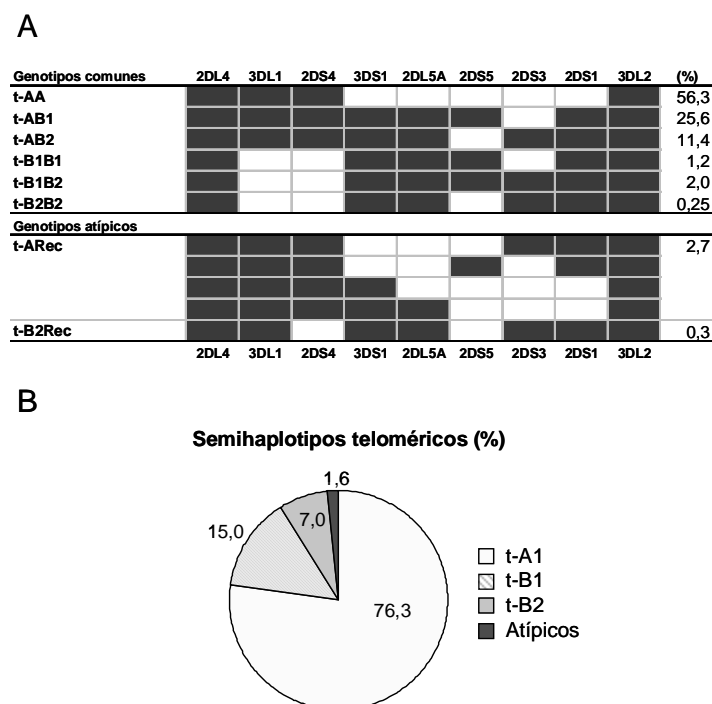 A
Genotipos comunes 2DL4 3DL1 2DS4 3DS1 2DL5A 2DS5 2DS3 2DS1 3DL2 (%)
t-AA 56,3
t-AB1 25,6
t-AB2 11,4
t-B1B1 1,2
t-B1B2 2,0
t-B2B2 0,25
Genotipos atípicos
t-ARec 2,7
t-B2Rec 0,3
2DL4 3DL1 2DS4 3DS1 2DL5A 2DS5 2DS3 2DS1 3DL2
B
Semihaplotipos teloméricos (%)
1,6
7,0
15,0
76,3
t-A1
t-B1
t-B2
Atípicos